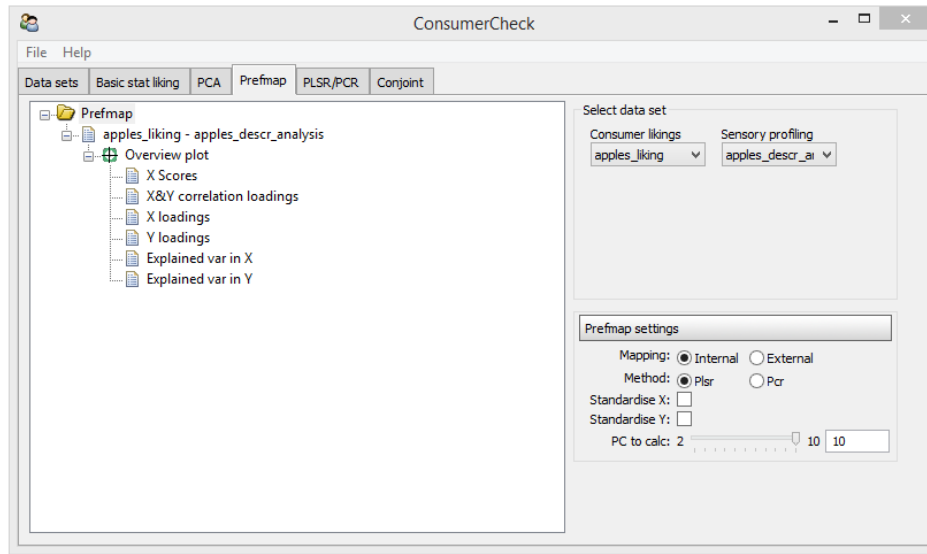 ConsumerCheck
File Help
Data sets Basic stat liking PCA Prefmap PLSR/PCR Conjoint
Prefmap
apples_liking - apples_descr_analysis
Overview plot
X Scores
X&Y correlation loadings
X loadings
Y loadings
Explained var in X
Explained var in Y
Select data set
Consumer likings Sensory profiling
apples_liking apples_descr_ar
Prefmap settings
Mapping: Internal External
Method: Plsr Pcr
Standardise X:
Standardise Y:
PC to calc: 2 10 10